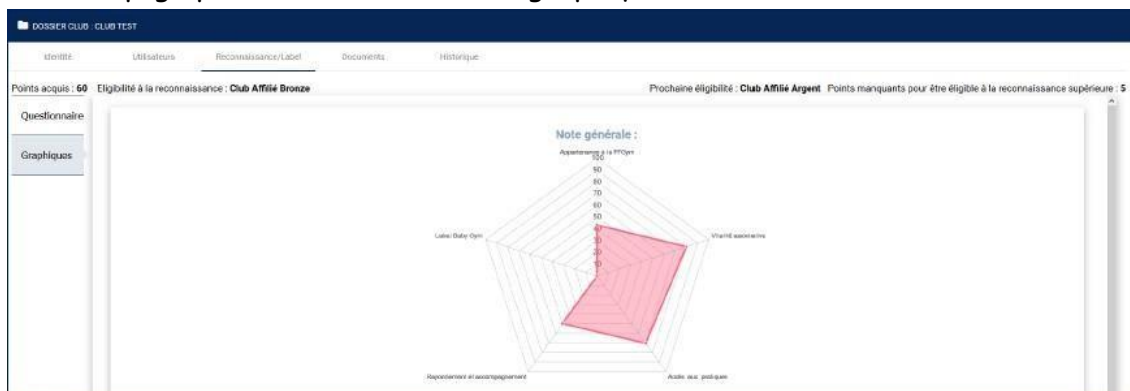 DOSSIER CLUB : CLUB TEST
Identité Utilisateurs Reconnaissance/Label Documents Historique
Points acquis : 60 Eligibilité à la reconnaissance : Club Affilié Bronze Prochaine éligibilité : Club Affilié Argent Points manquants pour être éligible à la reconnaissance supérieure : 5
Questionnaire
Graphiques
Note générale :
Appartenance à la FFGym
100
90
80
70
60
50
40
30
20
10
Label Baby Gym
Vitalité associative
Rayonnement et accompagnement
Accès aux pratiques